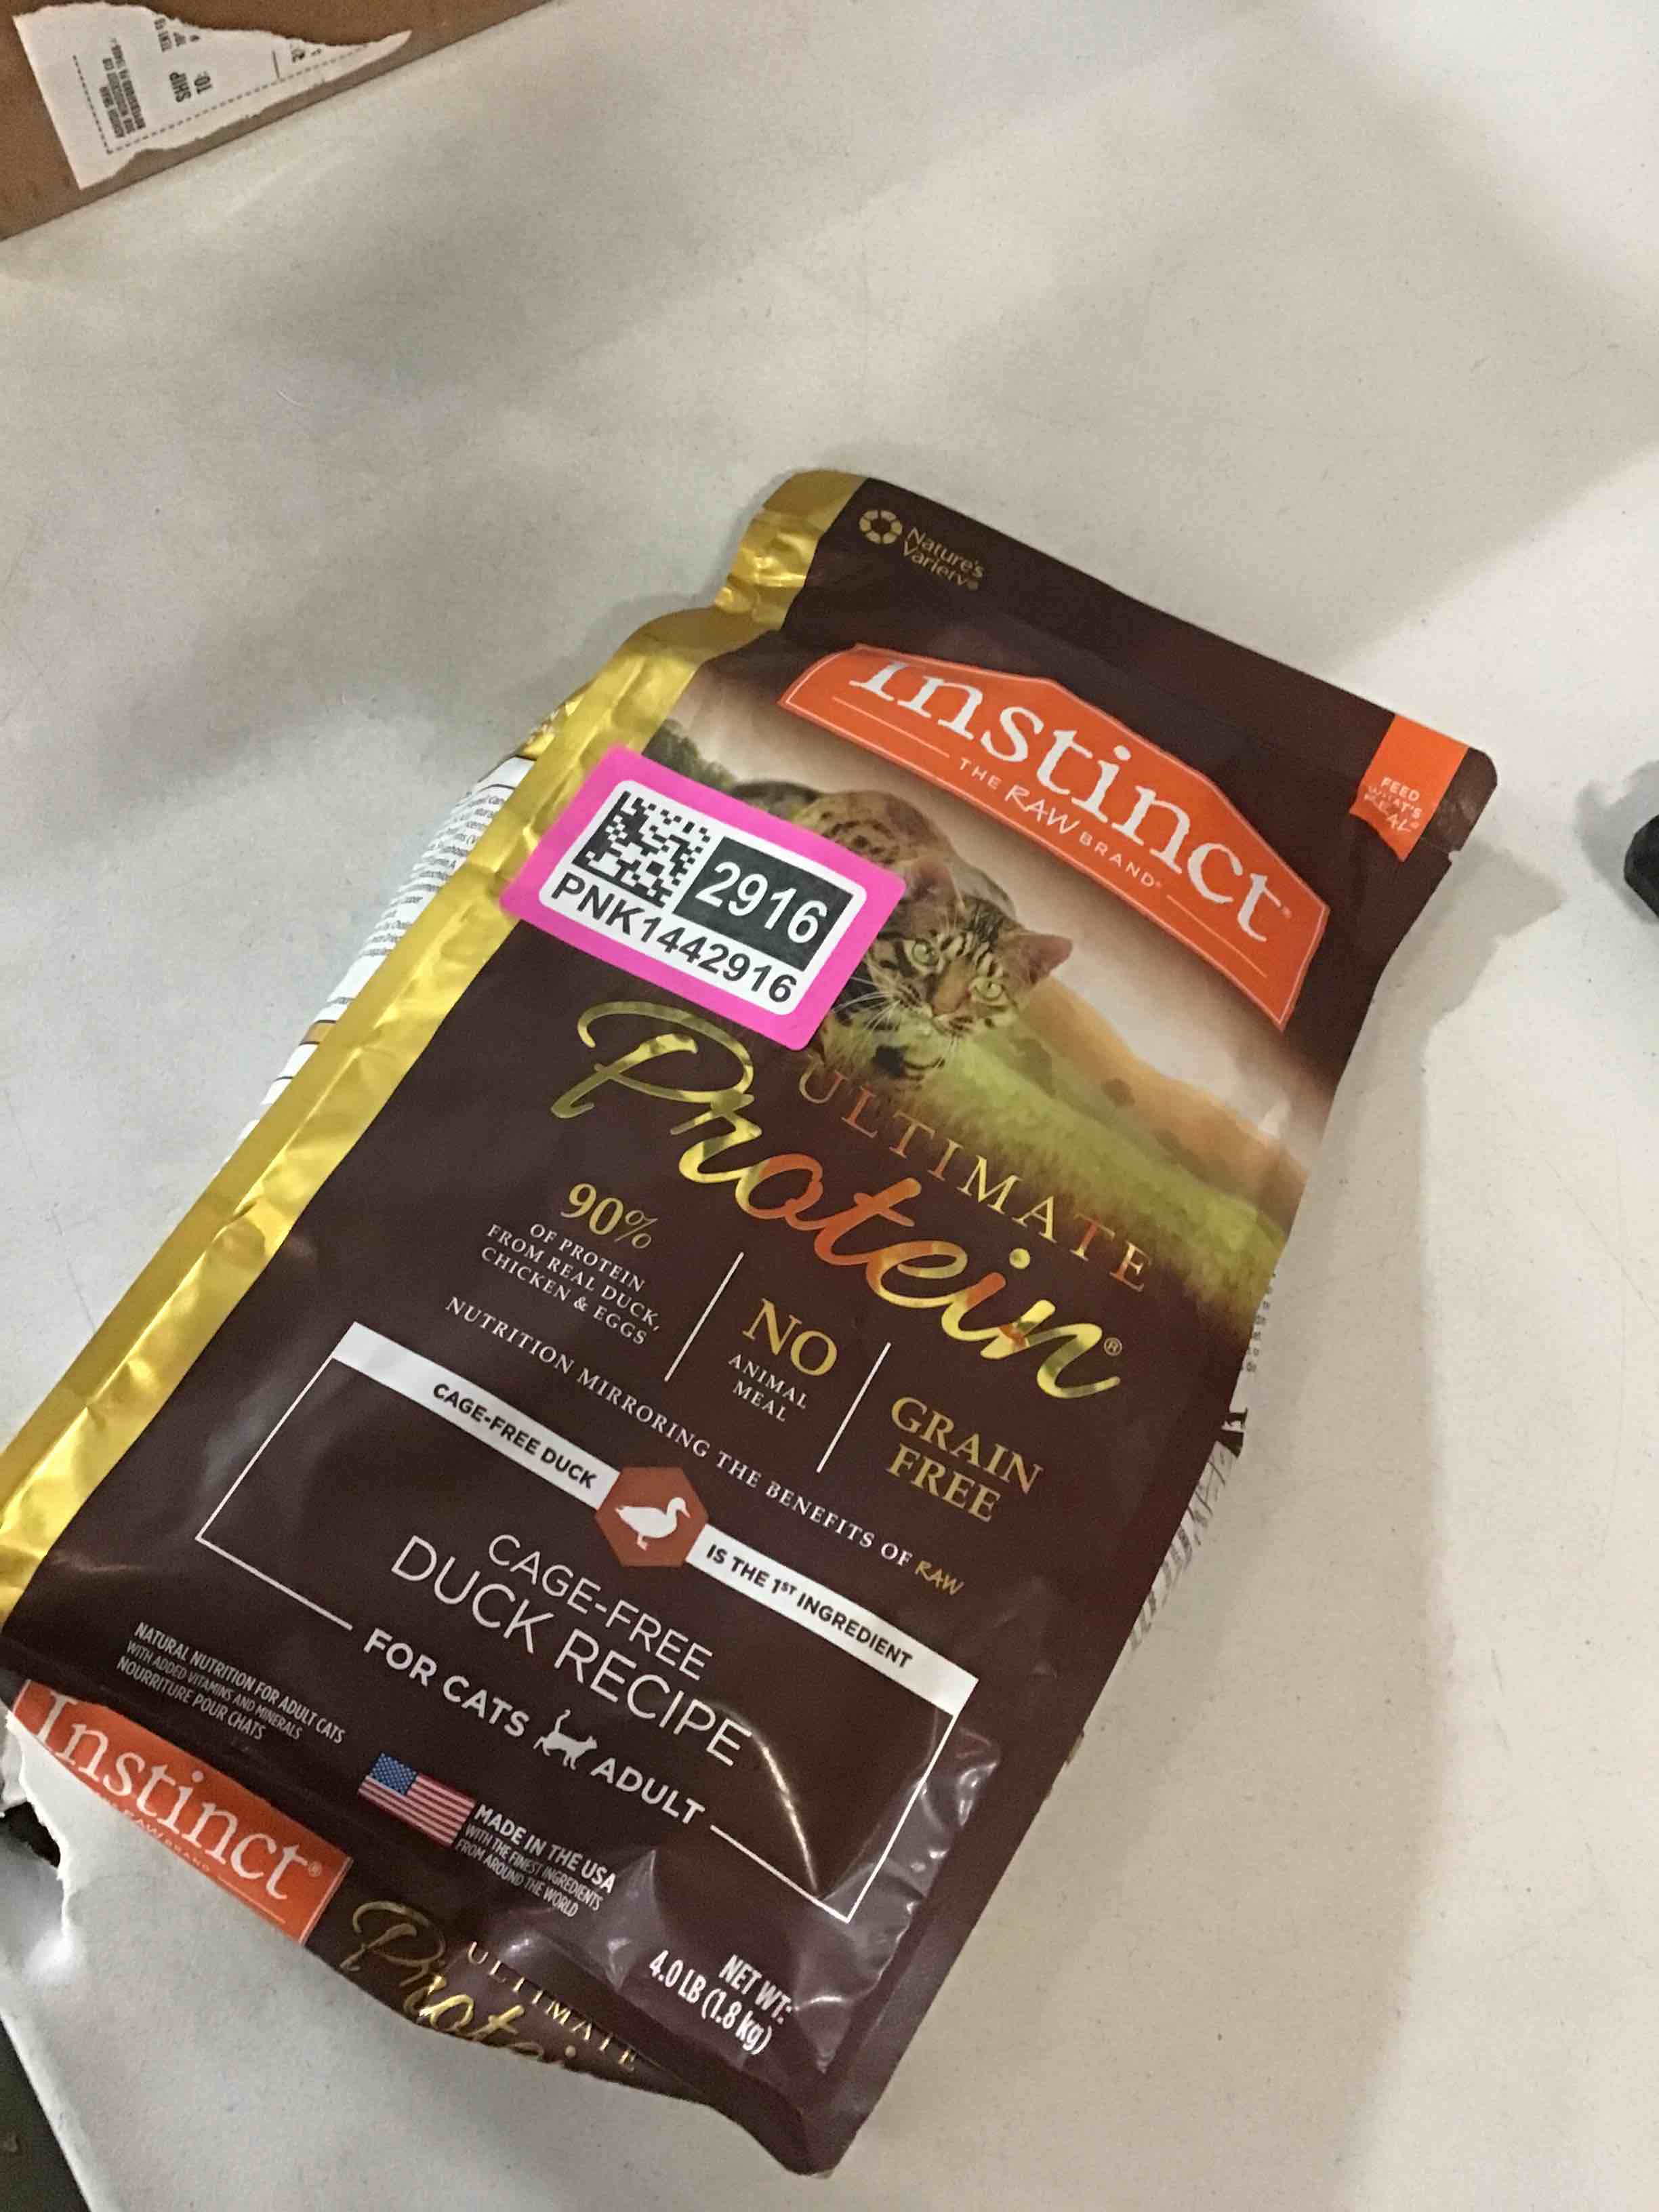 SHIP
TO:
Nature's
Variety®
Instinct®
THE RAW BRAND®
FEED
WHAT'S
REAL®
2916
PNK1442916
ULTIMATE
Protein®
90%
OF PROTEIN
FROM REAL DUCK,
CHICKEN & EGGS
NO
ANIMAL
MEAL
GRAIN
FREE
NUTRITION MIRRORING THE BENEFITS OF RAW
CAGE-FREE DUCK
IS THE 1ST INGREDIENT
CAGE-FREE
DUCK RECIPE
FOR CATS
ADULT
NATURAL NUTRITION FOR ADULT CATS
WITH ADDED VITAMINS AND MINERALS
NOURRITURE POUR CHATS
MADE IN THE USA
WITH THE FINEST INGREDIENTS
FROM AROUND THE WORLD
NET WT:
4.0 LB (1.8 kg)
Instinct®
ULTIMATE
Protein